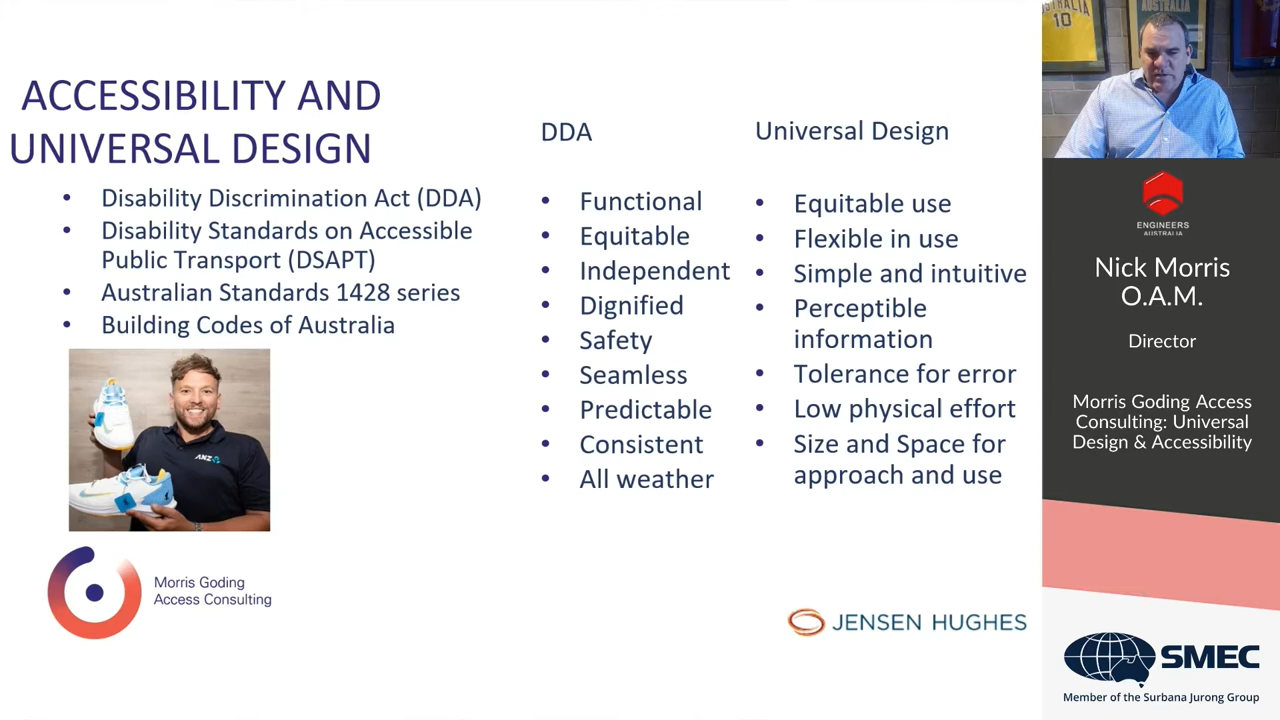 ACCESSIBILITY AND
UNIVERSAL DESIGN
• Disability Discrimination Act (DDA)
• Disability Standards on Accessible
Public Transport (DSAPT)
• Australian Standards 1428 series
• Building Codes of Australia
ANZ
Morris Goding
Access Consulting
DDA
• Functional
• Equitable
• Independent
• Dignified
• Safety
• Seamless
• Predictable
• Consistent
• All weather
Universal Design
• Equitable use
• Flexible in use
• Simple and intuitive
• Perceptible
information
• Tolerance for error
• Low physical effort
• Size and Space for
approach and use
JENSEN HUGHES
10
AUSTRALIA
ENGINEERS
AUSTRALIA
Nick Morris
O.A.M.
Director
Morris Goding Access
Consulting: Universal
Design & Accessibility
SMEC
Member of the Surbana Jurong Group